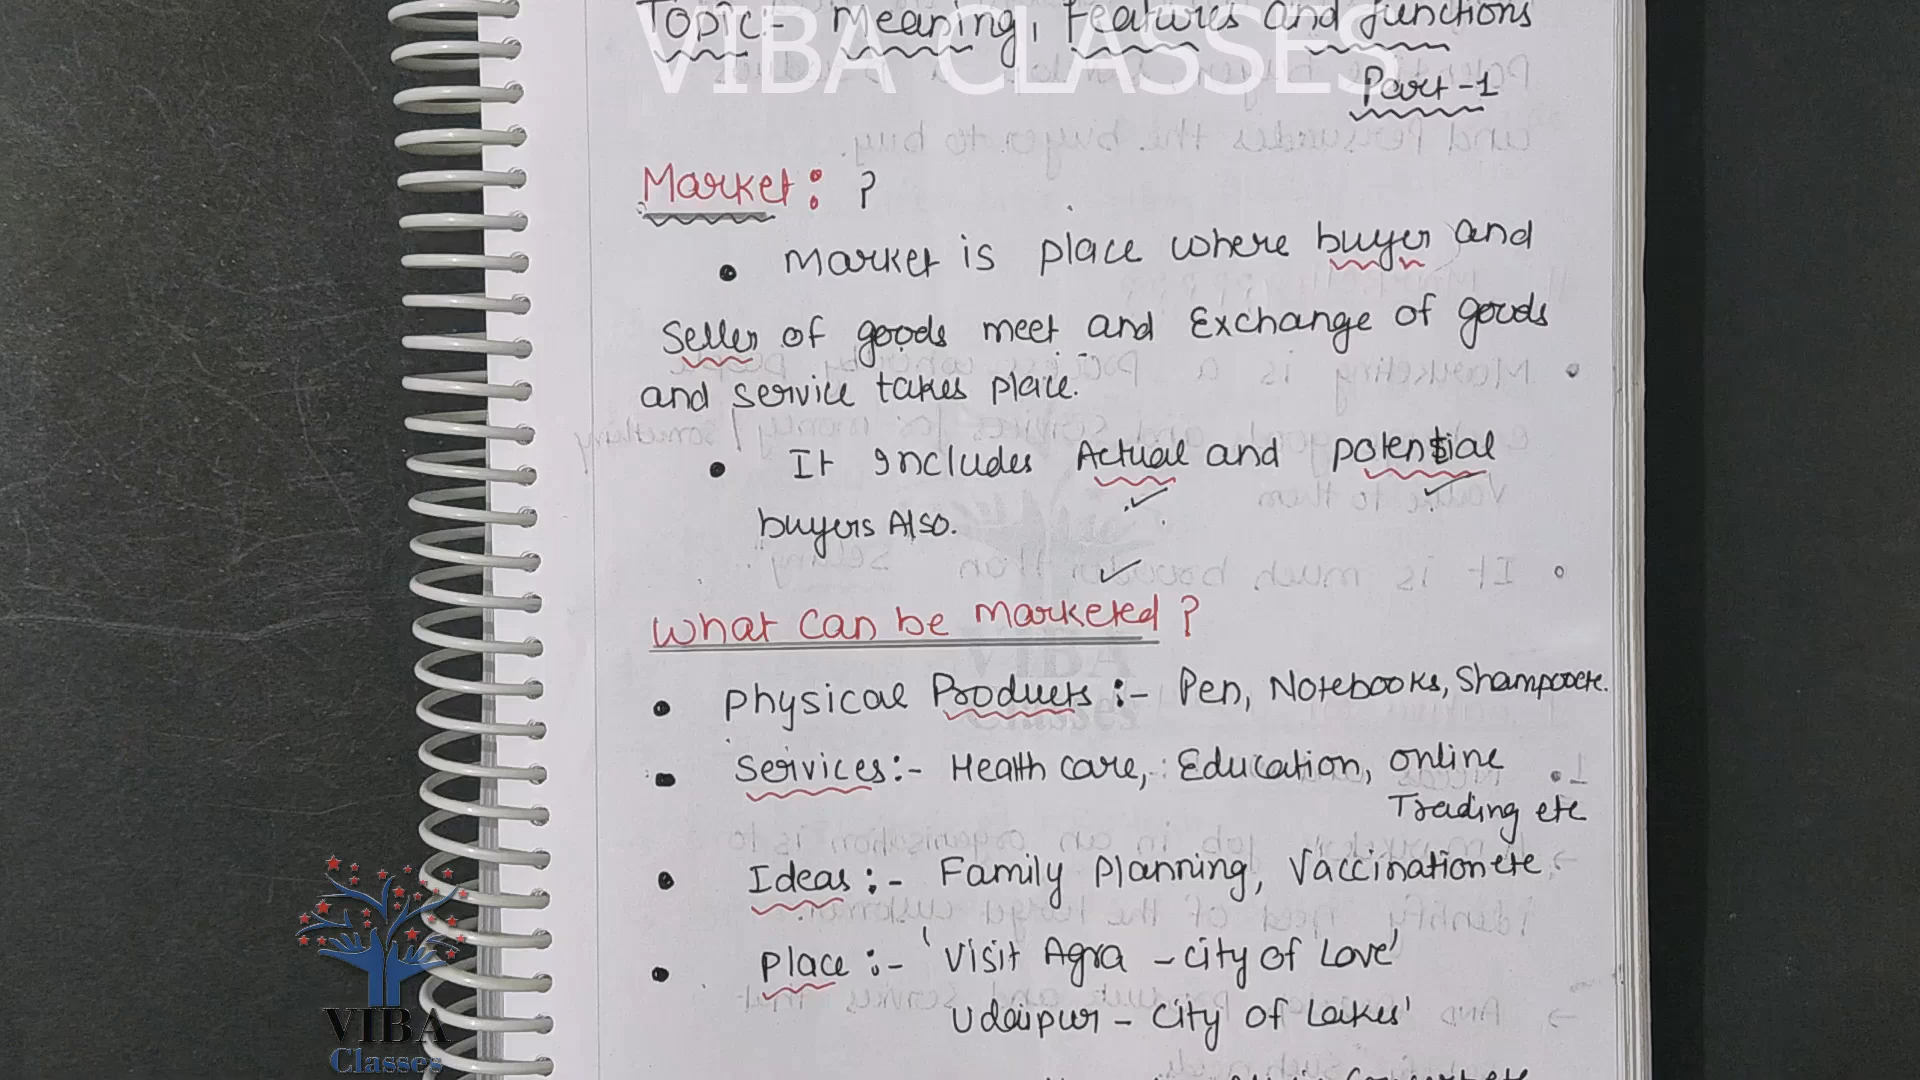 Topic:- Meaning, Features and functions
VIBA CLASSES
Part -1
Market: ?
• Market is place where buyer and
Seller of goods meet and Exchange of goods
and service takes place.
• It Includes Actual and potential
buyers Also.
What can be marketed ?
• Physical Products :- Pen, Notebooks, Shampoo etc.
• Services:- Health care, Education, online
Trading etc
• Ideas :- Family Planning, Vaccination etc
• Place :- 'Visit Agra - City of Love'
Udaipur - City of Lakes'
VIBA
Classes